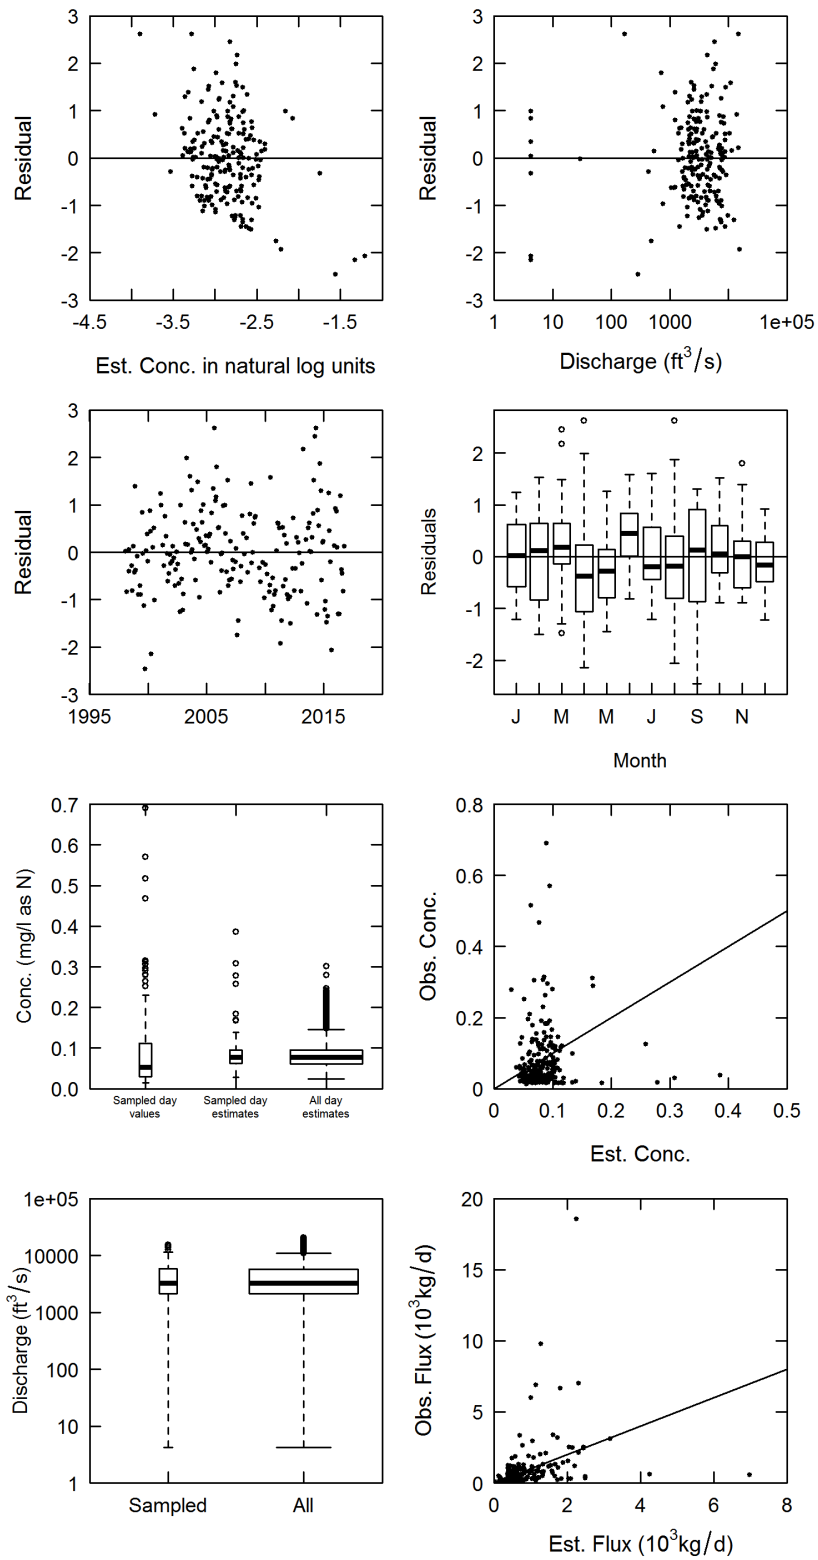 3
2
1
0
-1
-2
-3
Residual
-4.5 -3.5 -2.5 -1.5
Est. Conc. in natural log units
3
2
1
0
-1
-2
-3
Residual
1 10 100 1000 1e+05
Discharge (ft³/s)
3
2
1
0
-1
-2
-3
Residual
1995 2005 2015
2
1
0
-1
-2
Residuals
J M M J S N
Month
0.7
0.6
0.5
0.4
0.3
0.2
0.1
0.0
Conc. (mg/l as N)
Sampled day values
Sampled day estimates
All day estimates
0.8
0.6
0.4
0.2
0
Obs. Conc.
0 0.1 0.2 0.3 0.4 0.5
Est. Conc.
1e+05
10000
1000
100
10
1
Discharge (ft³/s)
Sampled All
20
15
10
5
0
Obs. Flux (10³kg/d)
0 2 4 6 8
Est. Flux (10³kg/d)